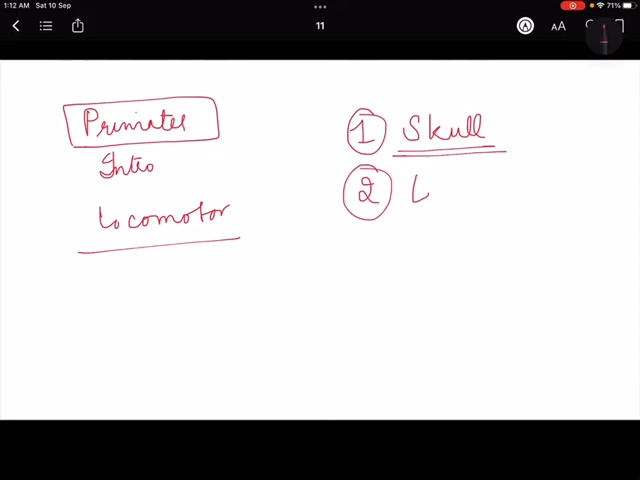 1:12 AM Sat 10 Sep
71%
11
AA
Primates
Intro
Locomotor
1 Skull
2 L